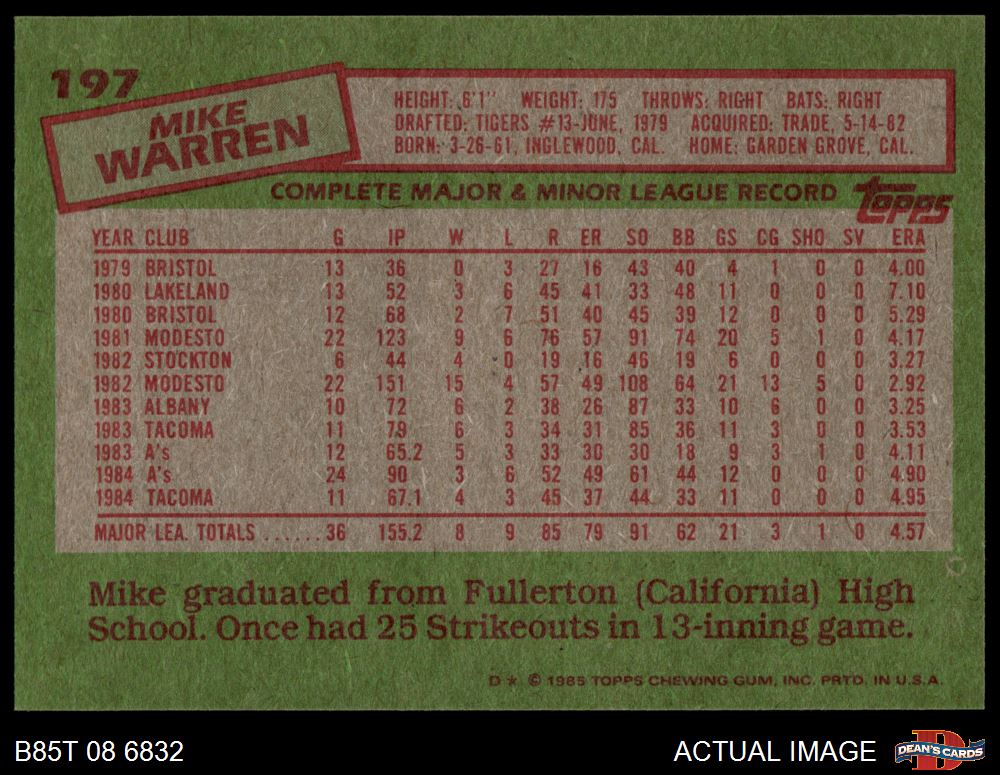 197
MIKE
WARREN
HEIGHT: 6'1" WEIGHT: 175 THROWS: RIGHT BATS: RIGHT
DRAFTED: TIGERS #13-JUNE, 1979 ACQUIRED: TRADE, 5-14-82
BORN: 3-26-61, INGLEWOOD, CAL. HOME: GARDEN GROVE, CAL.
COMPLETE MAJOR & MINOR LEAGUE RECORD topps
YEAR CLUB G IP W L R ER SO BB GS CG SHO SV ERA
1979 BRISTOL 13 36 0 3 27 16 43 40 4 1 0 0 4.00
1980 LAKELAND 13 52 3 6 45 41 33 48 11 0 0 0 7.10
1980 BRISTOL 12 68 2 7 51 40 45 39 12 0 0 0 5.29
1981 MODESTO 22 123 9 6 76 57 91 74 20 5 1 0 4.17
1982 STOCKTON 6 44 4 0 19 16 46 19 6 0 0 0 3.27
1982 MODESTO 22 151 15 4 57 49 108 64 21 13 5 0 2.92
1983 ALBANY 10 72 6 2 38 26 87 33 10 6 0 0 3.25
1983 TACOMA 11 79 6 3 34 31 85 36 11 3 0 0 3.53
1983 A's 12 65.2 5 3 33 30 30 18 9 3 1 0 4.11
1984 A's 24 90 3 6 52 49 61 44 12 0 0 0 4.90
1984 TACOMA 11 67.1 4 3 45 37 44 33 11 0 0 0 4.95
MAJOR LEA. TOTALS ......36 155.2 8 9 85 79 91 62 21 3 1 0 4.57
Mike graduated from Fullerton (California) High
School. Once had 25 Strikeouts in 13-inning game.
D * © 1985 TOPPS CHEWING GUM, INC. PRTD. IN U.S.A.
B85T 08 6832
ACTUAL IMAGE
D
DEAN'S CARDS